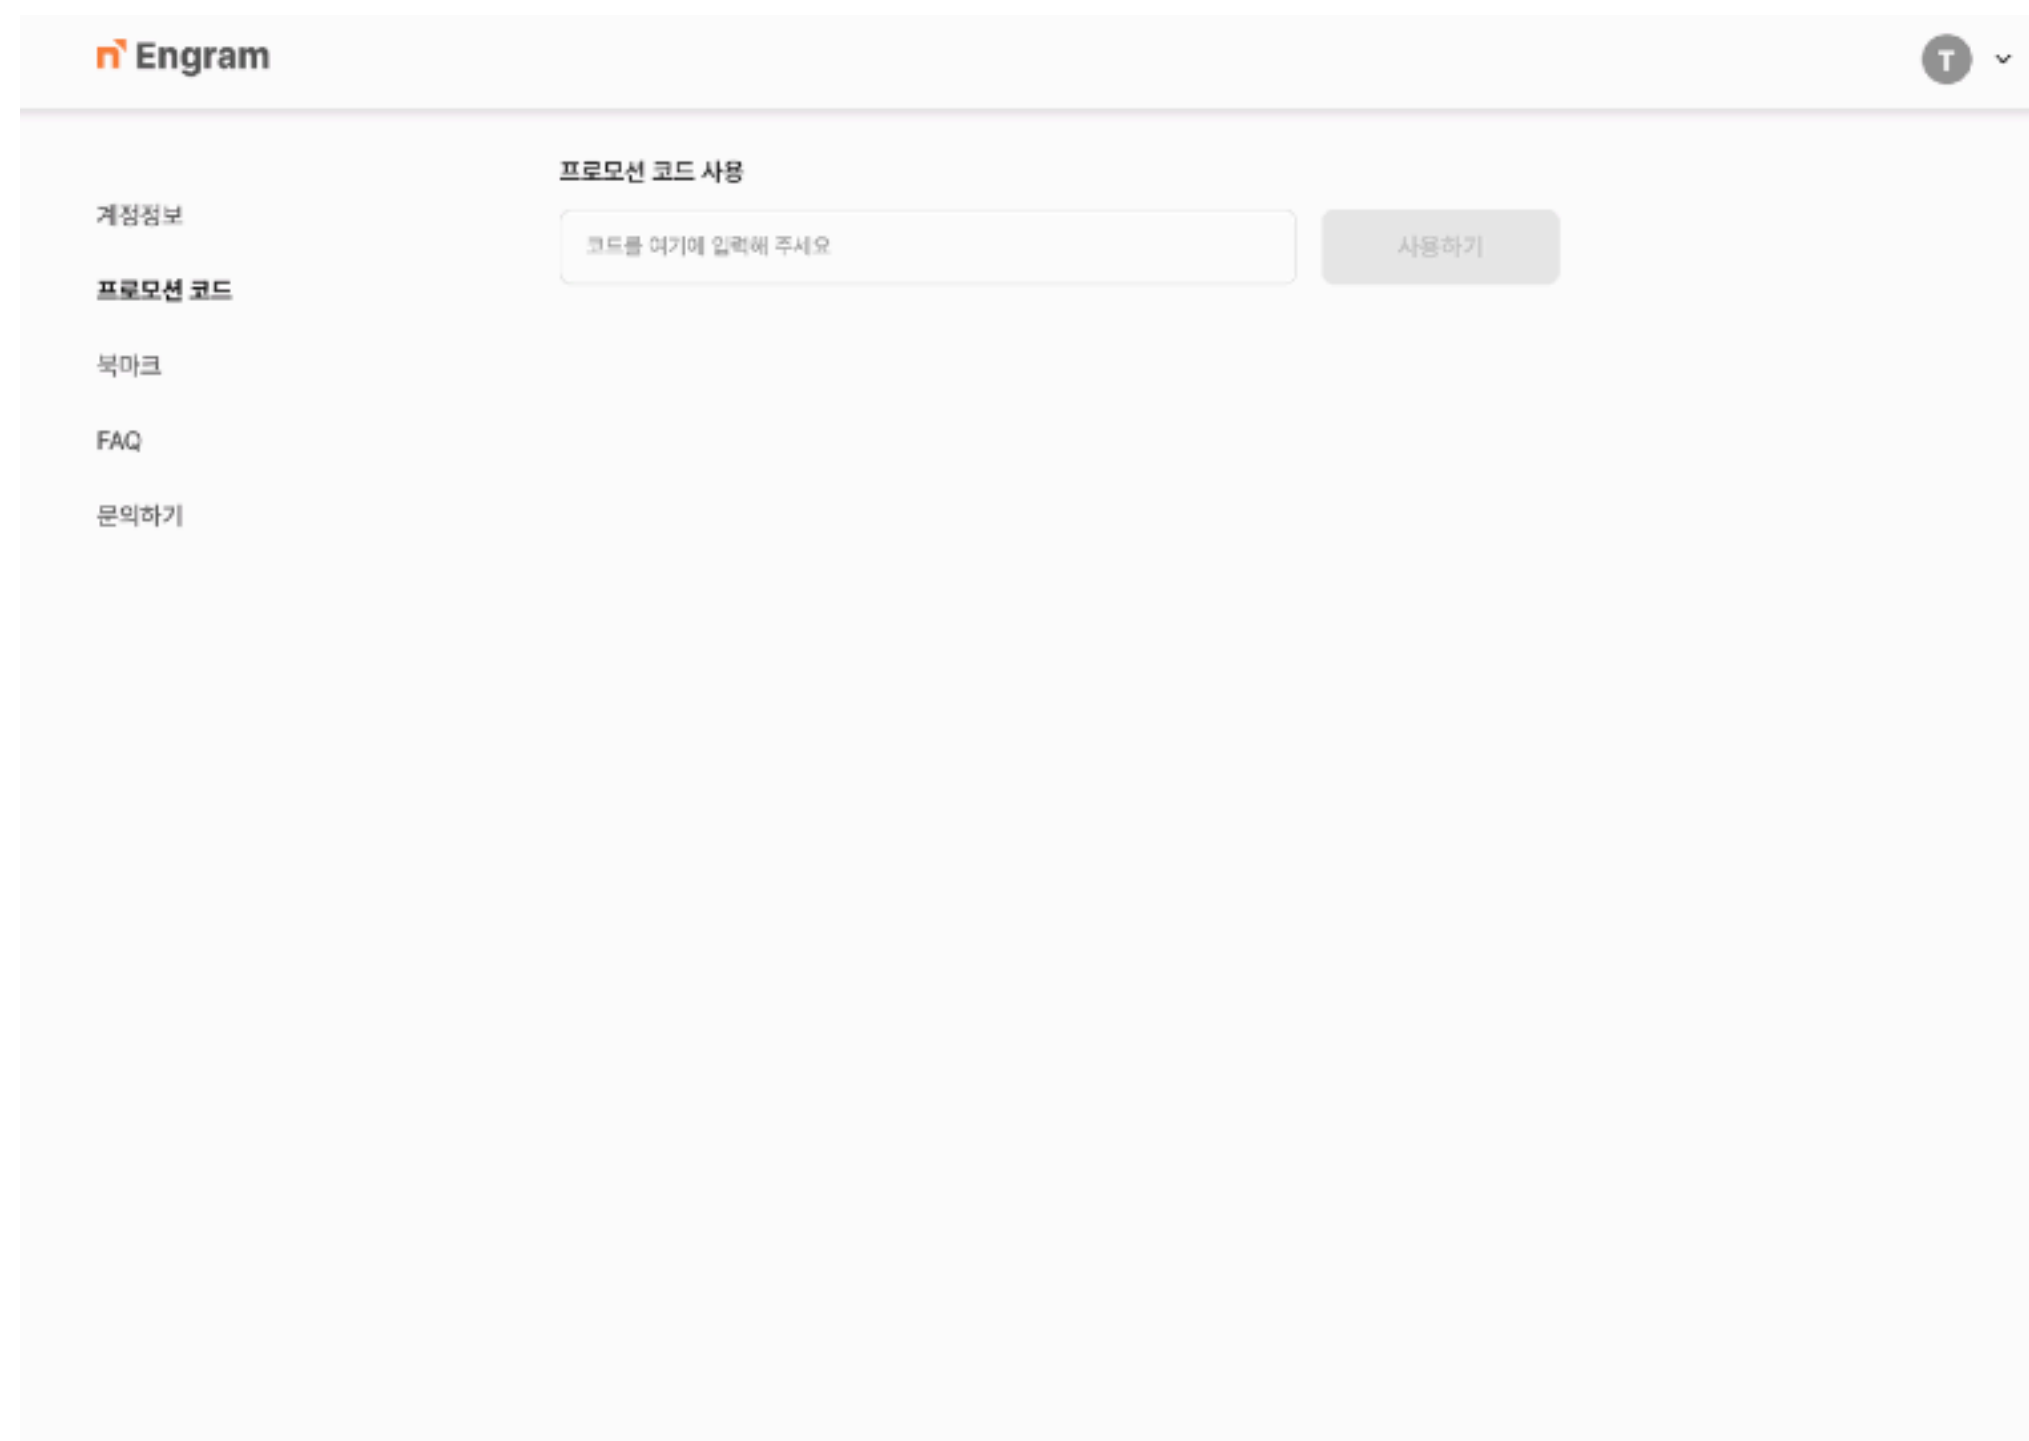 Engram
T
프로모션 코드 사용
계정정보
코드를 여기에 입력해 주세요
사용하기
프로모션 코드
북마크
FAQ
문의하기